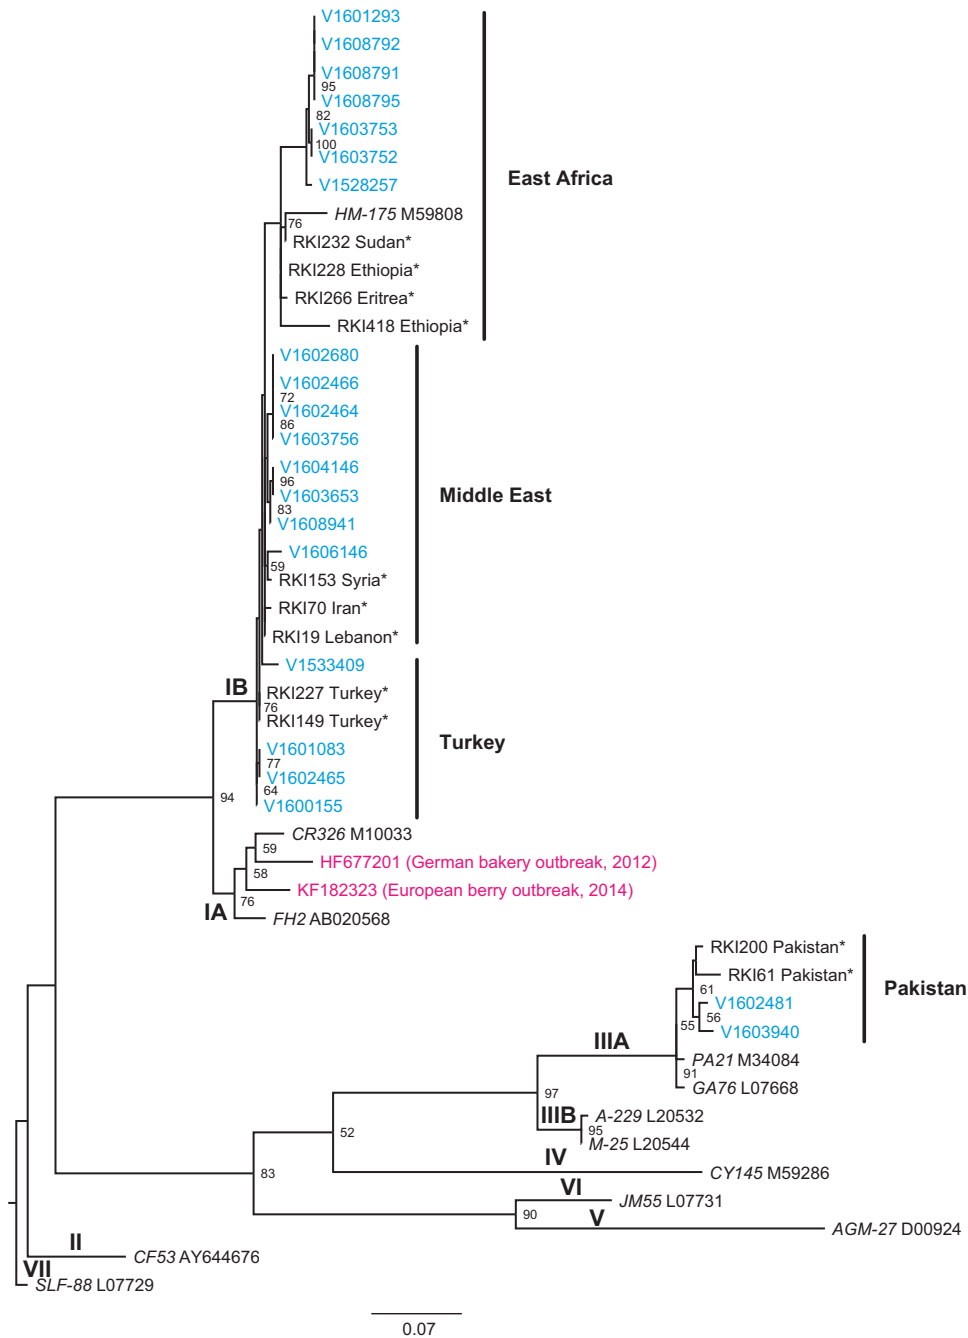 V1601293
V1608792
V1608791
95
V1608795
82
V1603753
100
V1603752
East Africa
V1528257
HM-175 M59808
76
RKI232 Sudan*
RKI228 Ethiopia*
RKI266 Eritrea*
RKI418 Ethiopia*
V1602680
V1602466
72
V1602464
86
V1603756
V1604146
96
V1603653
Middle East
83
V1608941
V1606146
59
RKI153 Syria*
RKI70 Iran*
RKI19 Lebanon*
V1533409
IB
RKI227 Turkey*
76
RKI149 Turkey*
Turkey
V1601083
77
V1602465
64
V1600155
94
CR326 M10033
59
HF677201 (German bakery outbreak, 2012)
58
KF182323 (European berry outbreak, 2014)
76
IA
FH2 AB020568
RKI200 Pakistan*
RKI61 Pakistan*
61
Pakistan
V1602481
56
55
V1603940
IIIA
PA21 M34084
91
GA76 L07668
97
IIIB
A-229 L20532
95
M-25 L20544
52
IV
CY145 M59286
83
VI
JM55 L07731
90
V
AGM-27 D00924
II
CF53 AY644676
VII
SLF-88 L07729
0.07